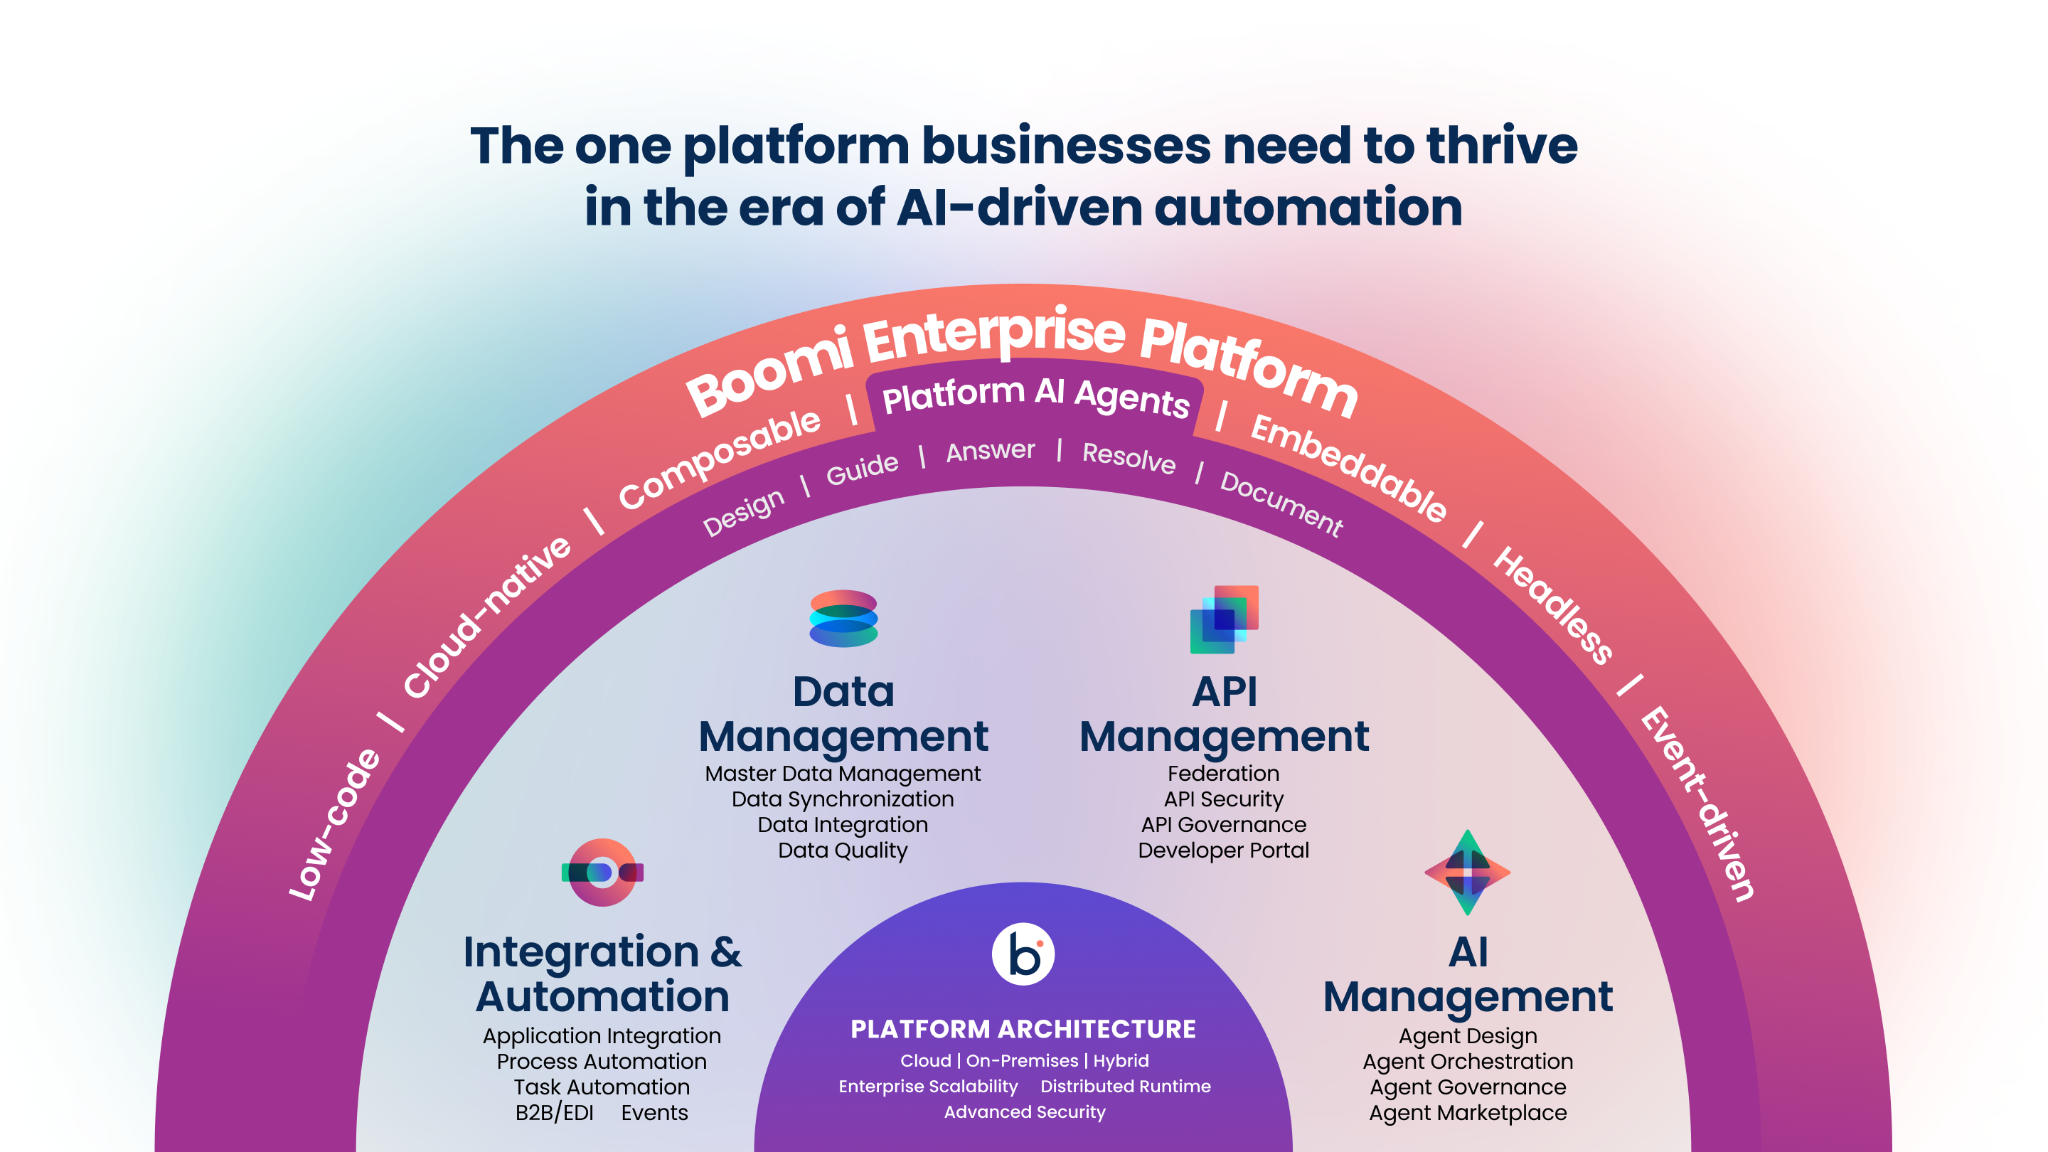 The one platform businesses need to thrive
in the era of AI-driven automation
Boomi Enterprise Platform
Low-code | Cloud-native | Composable | Platform AI Agents | Embeddable | Headless | Event-driven
Design | Guide | Answer | Resolve | Document
Data
Management
Master Data Management
Data Synchronization
Data Integration
Data Quality
API
Management
Federation
API Security
API Governance
Developer Portal
Integration &
Automation
Application Integration
Process Automation
Task Automation
B2B/EDI Events
b
PLATFORM ARCHITECTURE
Cloud | On-Premises | Hybrid
Enterprise Scalability Distributed Runtime
Advanced Security
AI
Management
Agent Design
Agent Orchestration
Agent Governance
Agent Marketplace